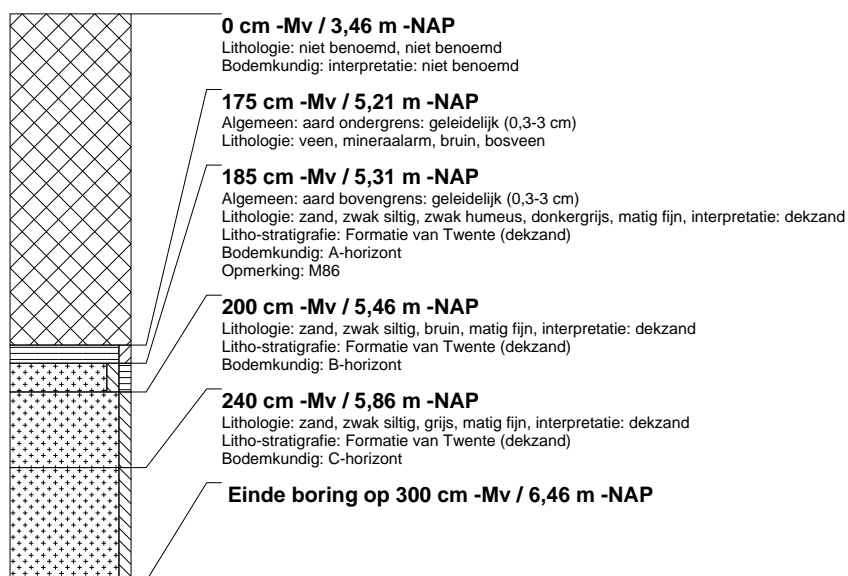 0 cm -Mv / 3,46 m -NAP
Lithologie: niet benoemd, niet benoemd
Bodemkundig: interpretatie: niet benoemd
175 cm -Mv / 5,21 m -NAP
Algemeen: aard ondergrens: geleidelijk (0,3-3 cm)
Lithologie: veen, mineraalarm, bruin, bosveen
185 cm -Mv / 5,31 m -NAP
Algemeen: aard bovengrens: geleidelijk (0,3-3 cm)
Lithologie: zand, zwak siltig, zwak humeus, donkergrijs, matig fijn, interpretatie: dekzand
Litho-stratigrafie: Formatie van Twente (dekzand)
Bodemkundig: A-horizont
Opmerking: M86
200 cm -Mv / 5,46 m -NAP
Lithologie: zand, zwak siltig, bruin, matig fijn, interpretatie: dekzand
Litho-stratigrafie: Formatie van Twente (dekzand)
Bodemkundig: B-horizont
240 cm -Mv / 5,86 m -NAP
Lithologie: zand, zwak siltig, grijs, matig fijn, interpretatie: dekzand
Litho-stratigrafie: Formatie van Twente (dekzand)
Bodemkundig: C-horizont
Einde boring op 300 cm -Mv / 6,46 m -NAP